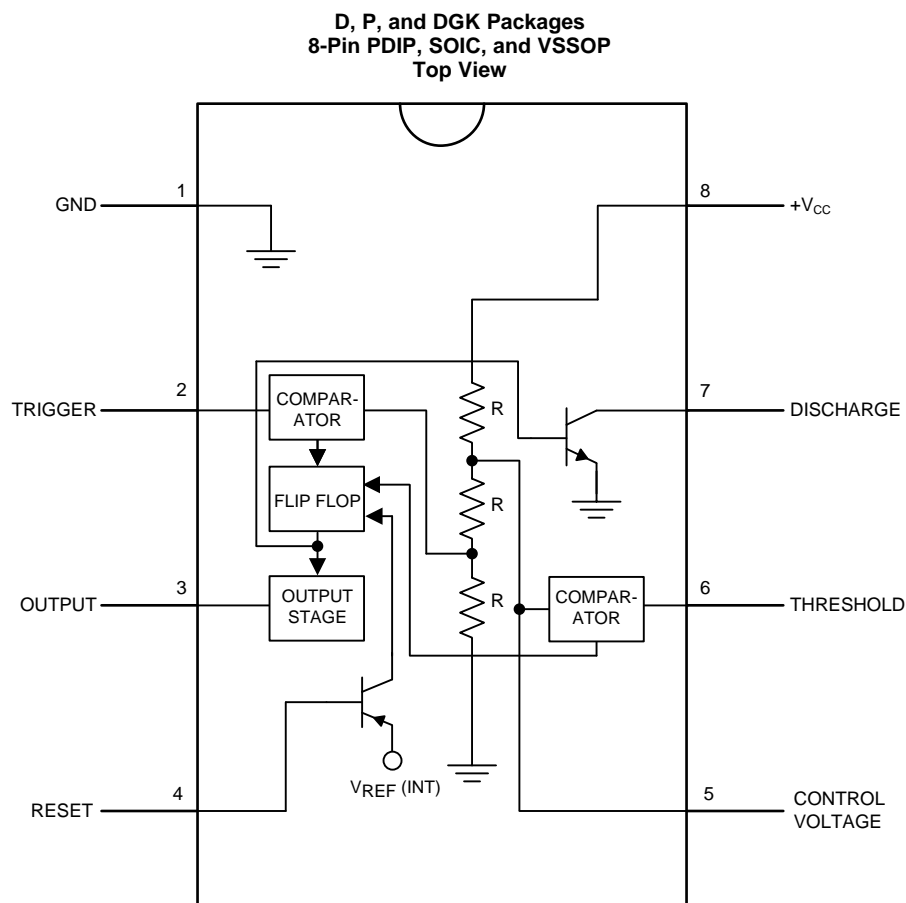 D, P, and DGK Packages
8-Pin PDIP, SOIC, and VSSOP
Top View
1
GND
8
+VCC
2
TRIGGER
COMPAR-
ATOR
R
7
DISCHARGE
FLIP FLOP
R
3
OUTPUT
OUTPUT
STAGE
R
COMPAR-
ATOR
6
THRESHOLD
VREF (INT)
4
RESET
5
CONTROL
VOLTAGE